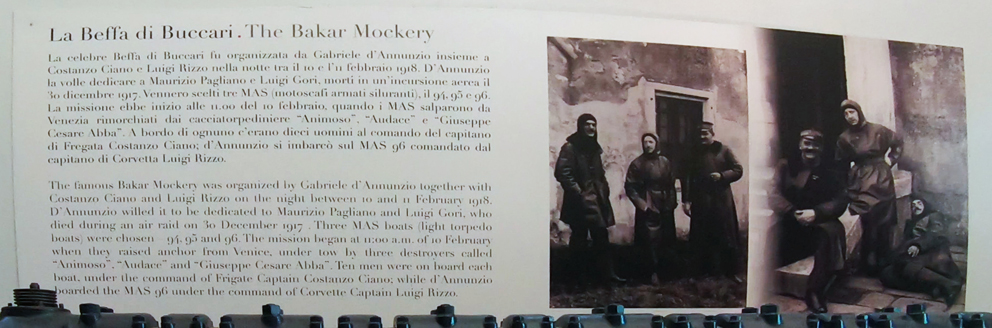 La Beffa di Buccari . The Bakar Mockery
La celebre Beffa di Buccari fu organizzata da Gabriele d'Annunzio insieme a
Costanzo Ciano e Luigi Rizzo nella notte tra il 10 e l'11 febbraio 1918. D'Annunzio
la volle dedicare a Maurizio Pagliano e Luigi Gori, morti in un'incursione aerea il
30 dicembre 1917. Vennero scelti tre MAS (motoscafi armati siluranti), il 94, 95 e 96.
La missione ebbe inizio alle 11.00 del 10 febbraio, quando i MAS salparono da
Venezia rimorchiati dai cacciatorpediniere "Animoso", "Audace" e "Giuseppe
Cesare Abba". A bordo di ognuno c'erano dieci uomini al comando del capitano
di Fregata Costanzo Ciano; d'Annunzio si imbarcò sul MAS 96 comandato dal
capitano di Corvetta Luigi Rizzo.
The famous Bakar Mockery was organized by Gabriele d'Annunzio together with
Costanzo Ciano and Luigi Rizzo on the night between 10 and 11 February 1918.
D'Annunzio willed it to be dedicated to Maurizio Pagliano and Luigi Gori, who
died during an air raid on 30 December 1917 . Three MAS boats (light torpedo
boats) were chosen – 94, 95 and 96. The mission began at 11:00 a.m. of 10 February
when they raised anchor from Venice, under tow by three destroyers called
"Animoso", "Audace" and "Giuseppe Cesare Abba". Ten men were on board each
boat, under the command of Frigate Captain Costanzo Ciano; while d'Annunzio
boarded the MAS 96 under the command of Corvette Captain Luigi Rizzo.